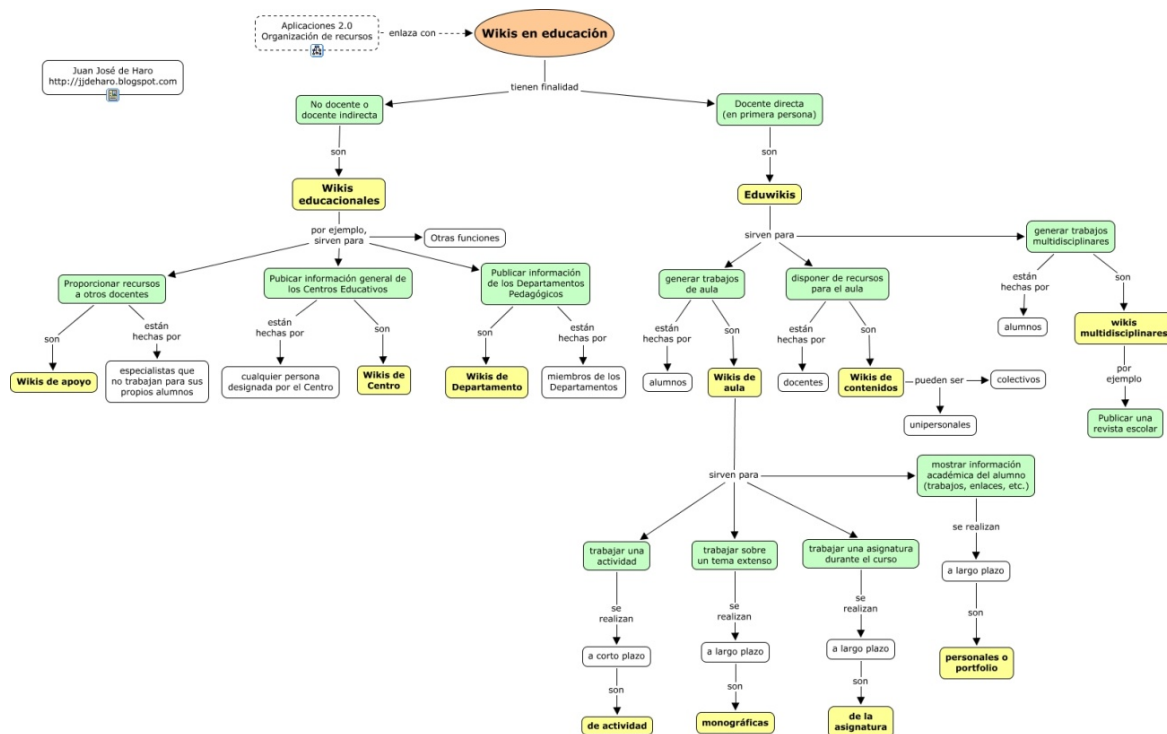 Aplicaciones 2.0
Organización de recursos
enlaza con
Wikis en educación
Juan José de Haro
http://jjdeharo.blogspot.com
tienen finalidad
No docente o
docente indirecta
Docente directa
(en primera persona)
son
son
Wikis
educacionales
Eduwikis
por ejemplo,
sirven para
Otras funciones
sirven para
generar trabajos
multidisciplinares
Proporcionar recursos
a otros docentes
Pubicar información general de
los Centros Educativos
Publicar información
de los Departamentos
Pedagógicos
generar trabajos
de aula
disponer de recursos
para el aula
están
hechas por
son
son
están
hechas por
están
hechas por
son
son
están
hechas por
están
hechas por
son
están
hechas por
son
alumnos
wikis
multidisciplinares
Wikis de apoyo
especialistas que
no trabajan para sus
propios alumnos
cualquier persona
designada por el Centro
Wikis de
Centro
Wikis de
Departamento
miembros de los
Departamentos
alumnos
Wikis de
aula
docentes
Wikis de
contenidos
pueden ser
colectivos
unipersonales
por
ejemplo
Publicar una
revista escolar
sirven para
mostrar información
académica del alumno
(trabajos, enlaces, etc.)
trabajar una
actividad
trabajar sobre
un tema extenso
trabajar una asignatura
durante el curso
se realizan
a largo plazo
se
realizan
se
realizan
se
realizan
son
a corto plazo
a largo plazo
a largo plazo
personales o
portfolio
son
son
son
de actividad
monográficas
de la
asignatura